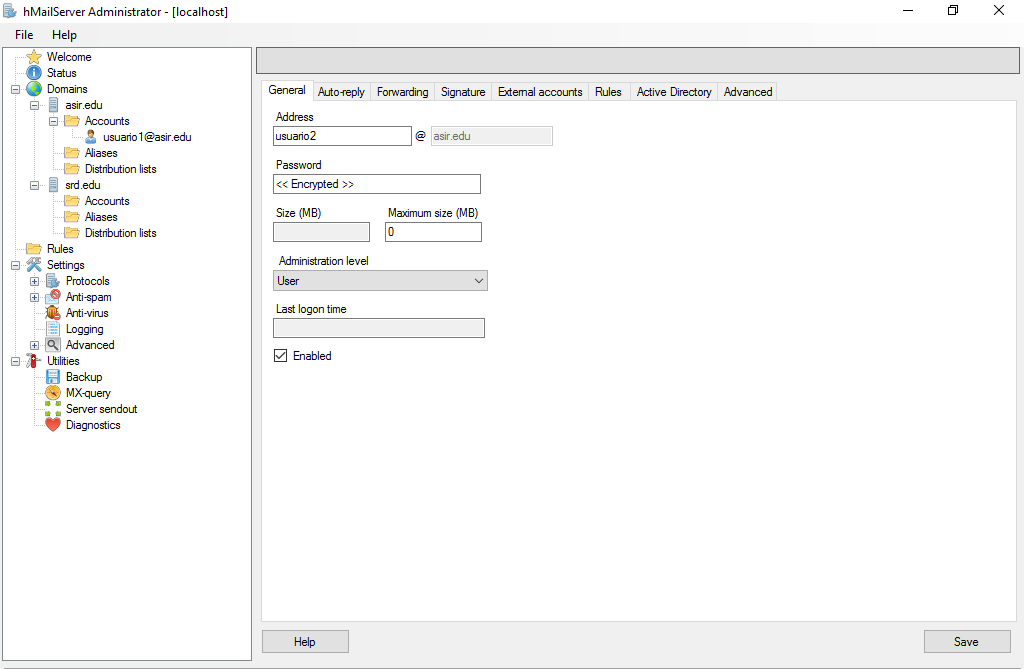 hMailServer Administrator - [localhost]
File Help
Welcome
Status
Domains
asir.edu
Accounts
usuario1@asir.edu
Aliases
Distribution lists
srd.edu
Accounts
Aliases
Distribution lists
Rules
Settings
Protocols
Anti-spam
Anti-virus
Logging
Advanced
Utilities
Backup
MX-query
Server sendout
Diagnostics
General Auto-reply Forwarding Signature External accounts Rules Active Directory Advanced
Address
usuario2 @ asir.edu
Password
<< Encrypted >>
Size (MB) Maximum size (MB)
0
Administration level
User
Last logon time
Enabled
Help Save